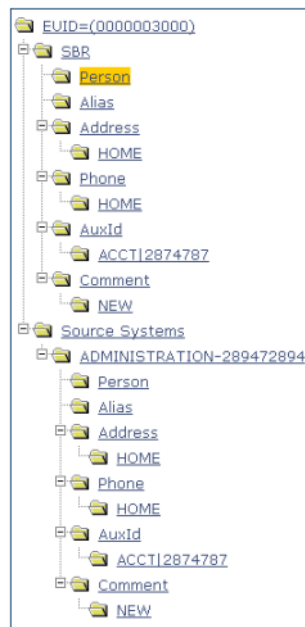 EUID=(0000003000)
SBR
Person
Alias
Address
HOME
Phone
HOME
AuxId
ACCT|2874787
Comment
NEW
Source Systems
ADMINISTRATION-289472894
Person
Alias
Address
HOME
Phone
HOME
AuxId
ACCT|2874787
Comment
NEW